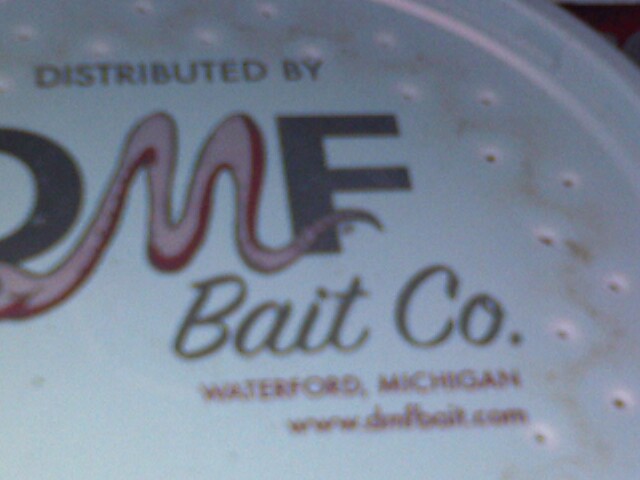 DISTRIBUTED BY
DMF
Bait Co.
WATERFORD, MICHIGAN
www.dmfbait.com